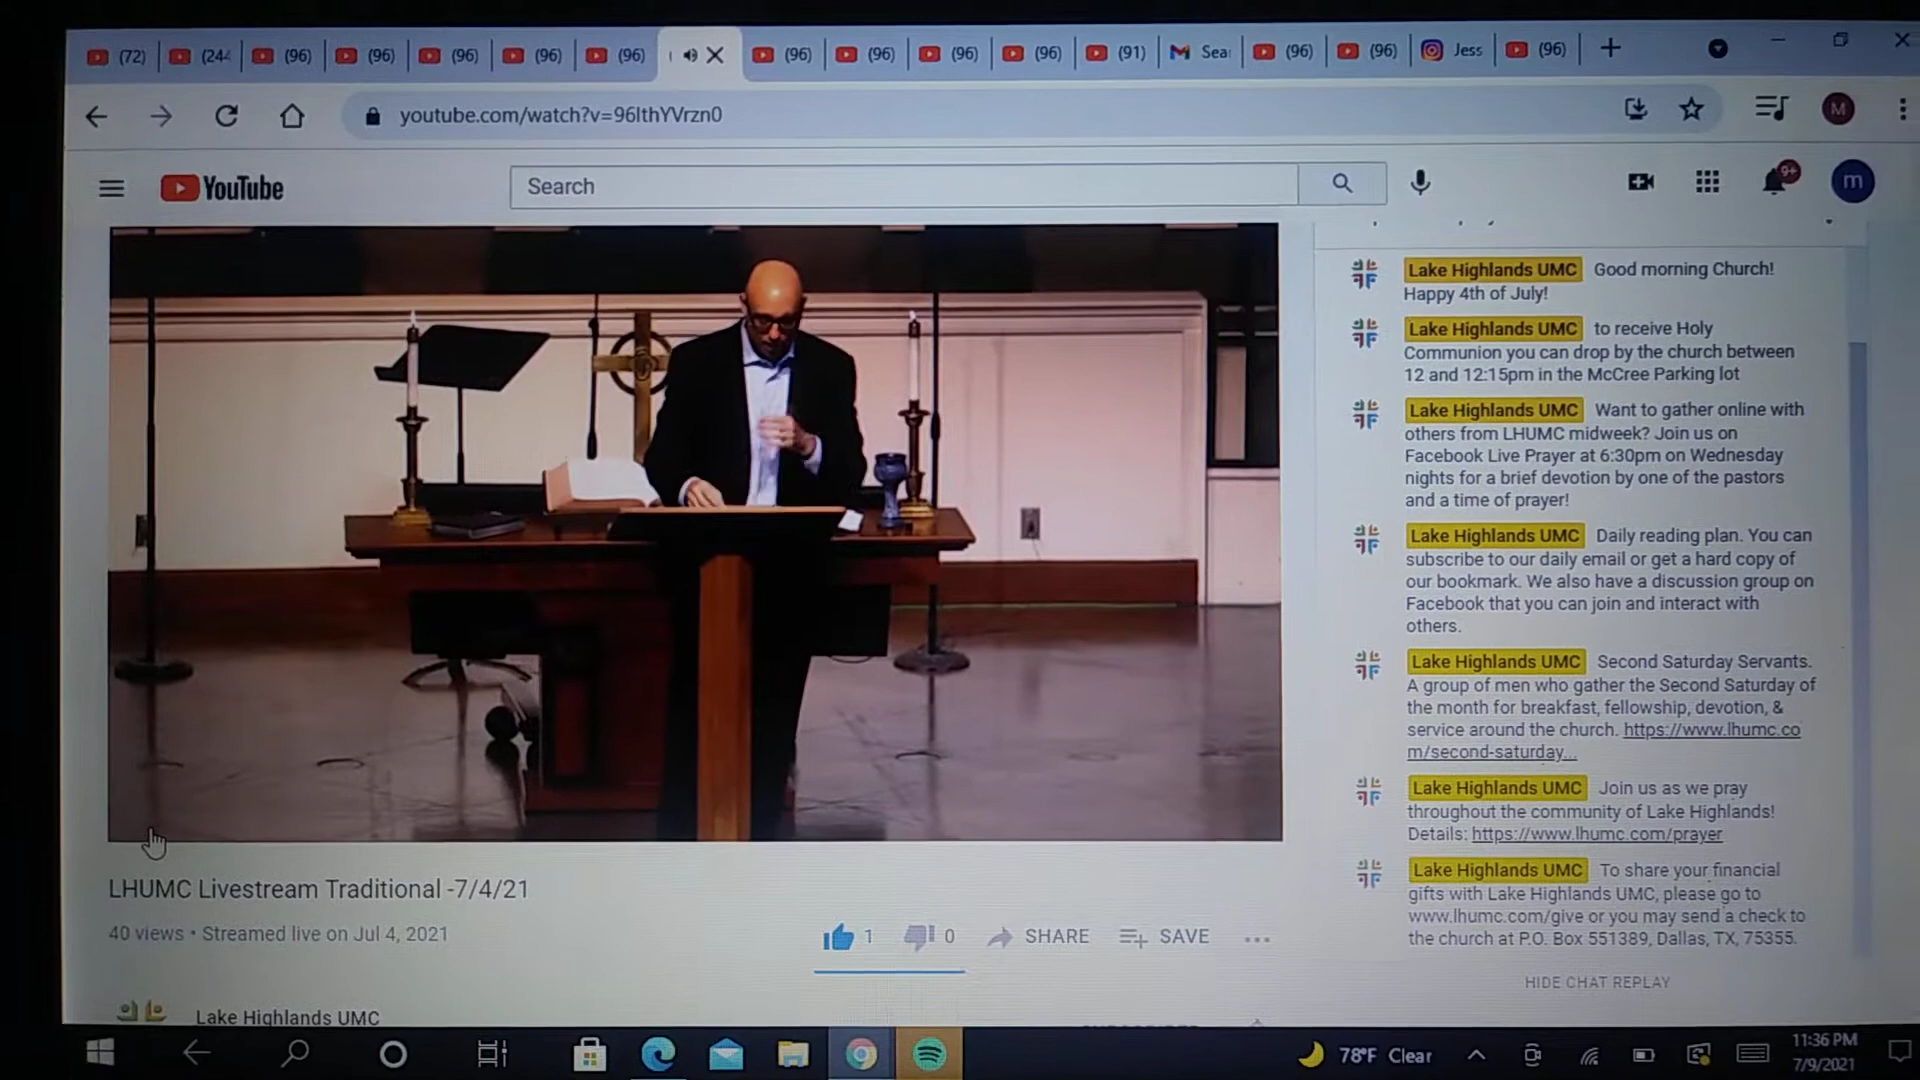 (72) (244 (96) (96) (96) (96) (96) (96) (96) (96) (96) (91) Sea (96) (96) Jess (96)
youtube.com/watch?v=96lthYVrzn0
M
YouTube Search 9+ m
Lake Highlands UMC Good morning Church!
Happy 4th of July!
Lake Highlands UMC to receive Holy
Communion you can drop by the church between
12 and 12:15pm in the McCree Parking lot
Lake Highlands UMC Want to gather online with
others from LHUMC midweek? Join us on
Facebook Live Prayer at 6:30pm on Wednesday
nights for a brief devotion by one of the pastors
and a time of prayer!
Lake Highlands UMC Daily reading plan. You can
subscribe to our daily email or get a hard copy of
our bookmark. We also have a discussion group on
Facebook that you can join and interact with
others.
Lake Highlands UMC Second Saturday Servants.
A group of men who gather the Second Saturday of
the month for breakfast, fellowship, devotion, &
service around the church. https://www.lhumc.co
m/second-saturday...
Lake Highlands UMC Join us as we pray
throughout the community of Lake Highlands!
Details: https://www.lhumc.com/prayer
Lake Highlands UMC To share your financial
gifts with Lake Highlands UMC, please go to
www.lhumc.com/give or you may send a check to
the church at P.O. Box 551389, Dallas, TX, 75355.
HIDE CHAT REPLAY
LHUMC Livestream Traditional -7/4/21
40 views • Streamed live on Jul 4, 2021
1 0 SHARE SAVE
Lake Highlands UMC
78°F Clear
11:36 PM
7/9/2021